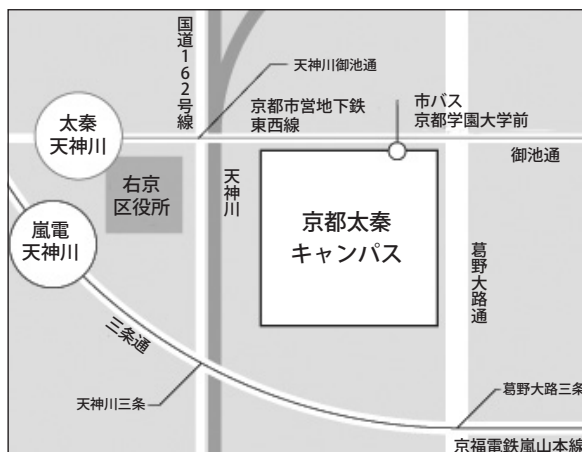 国道162号線
天神川御池通
太秦
天神川
京都市営地下鉄
東西線
市バス
京都学園大学前
御池通
右京
区役所
天神川
嵐電
天神川
京都太秦
キャンパス
葛野大路通
三条通
天神川三条
葛野大路三条
京福電鉄嵐山本線